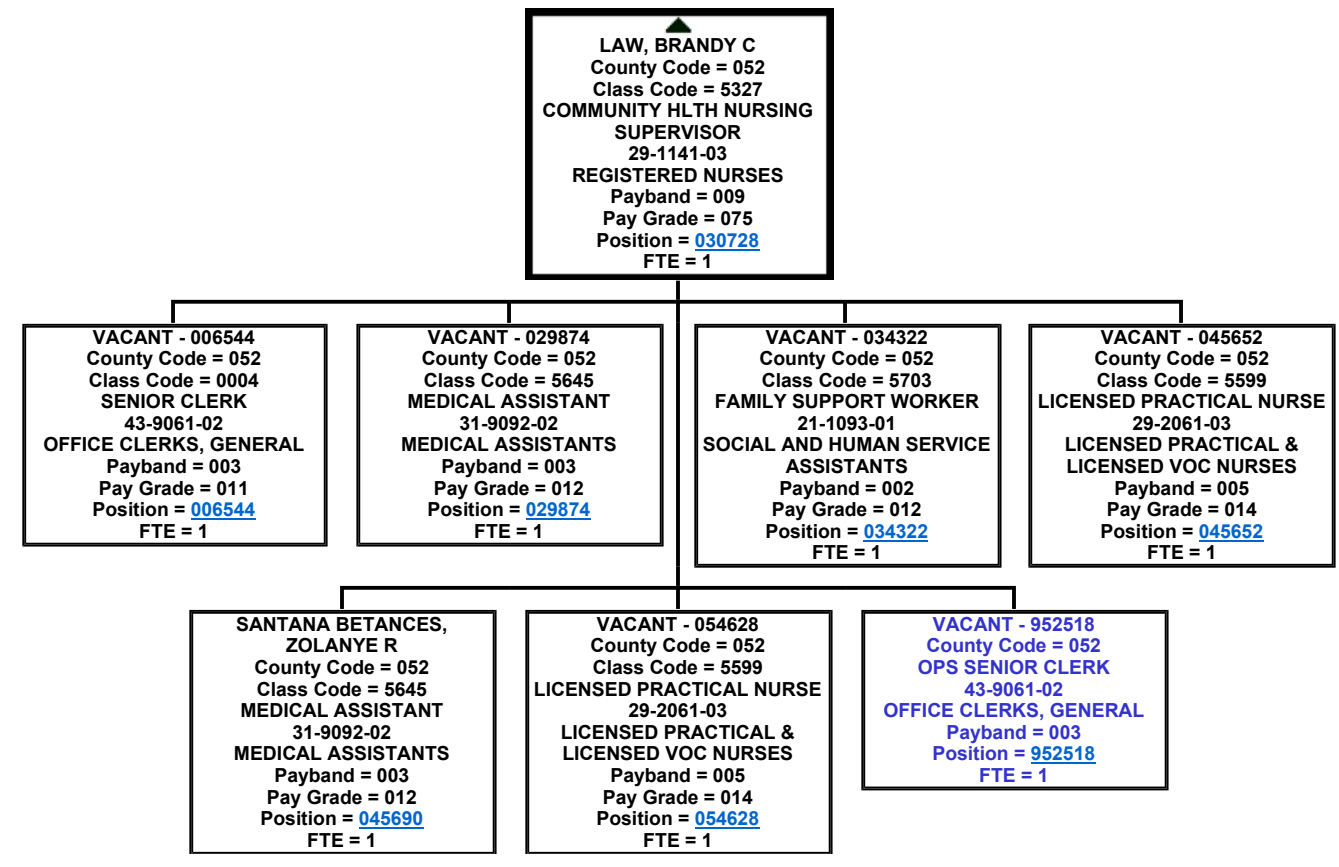 LAW, BRANDY C
County Code = 052
Class Code = 5327
COMMUNITY HLTH NURSING
SUPERVISOR
29-1141-03
REGISTERED NURSES
Payband = 009
Pay Grade = 075
Position = 030728
FTE = 1
VACANT - 006544
County Code = 052
Class Code = 0004
SENIOR CLERK
43-9061-02
OFFICE CLERKS, GENERAL
Payband = 003
Pay Grade = 011
Position = 006544
FTE = 1
VACANT - 029874
County Code = 052
Class Code = 5645
MEDICAL ASSISTANT
31-9092-02
MEDICAL ASSISTANTS
Payband = 003
Pay Grade = 012
Position = 029874
FTE = 1
VACANT - 034322
County Code = 052
Class Code = 5703
FAMILY SUPPORT WORKER
21-1093-01
SOCIAL AND HUMAN SERVICE
ASSISTANTS
Payband = 002
Pay Grade = 012
Position = 034322
FTE = 1
VACANT - 045652
County Code = 052
Class Code = 5599
LICENSED PRACTICAL NURSE
29-2061-03
LICENSED PRACTICAL &
LICENSED VOC NURSES
Payband = 005
Pay Grade = 014
Position = 045652
FTE = 1
SANTANA BETANCES,
ZOLANYE R
County Code = 052
Class Code = 5645
MEDICAL ASSISTANT
31-9092-02
MEDICAL ASSISTANTS
Payband = 003
Pay Grade = 012
Position = 045690
FTE = 1
VACANT - 054628
County Code = 052
Class Code = 5599
LICENSED PRACTICAL NURSE
29-2061-03
LICENSED PRACTICAL &
LICENSED VOC NURSES
Payband = 005
Pay Grade = 014
Position = 054628
FTE = 1
VACANT - 952518
County Code = 052
OPS SENIOR CLERK
43-9061-02
OFFICE CLERKS, GENERAL
Payband = 003
Position = 952518
FTE = 1